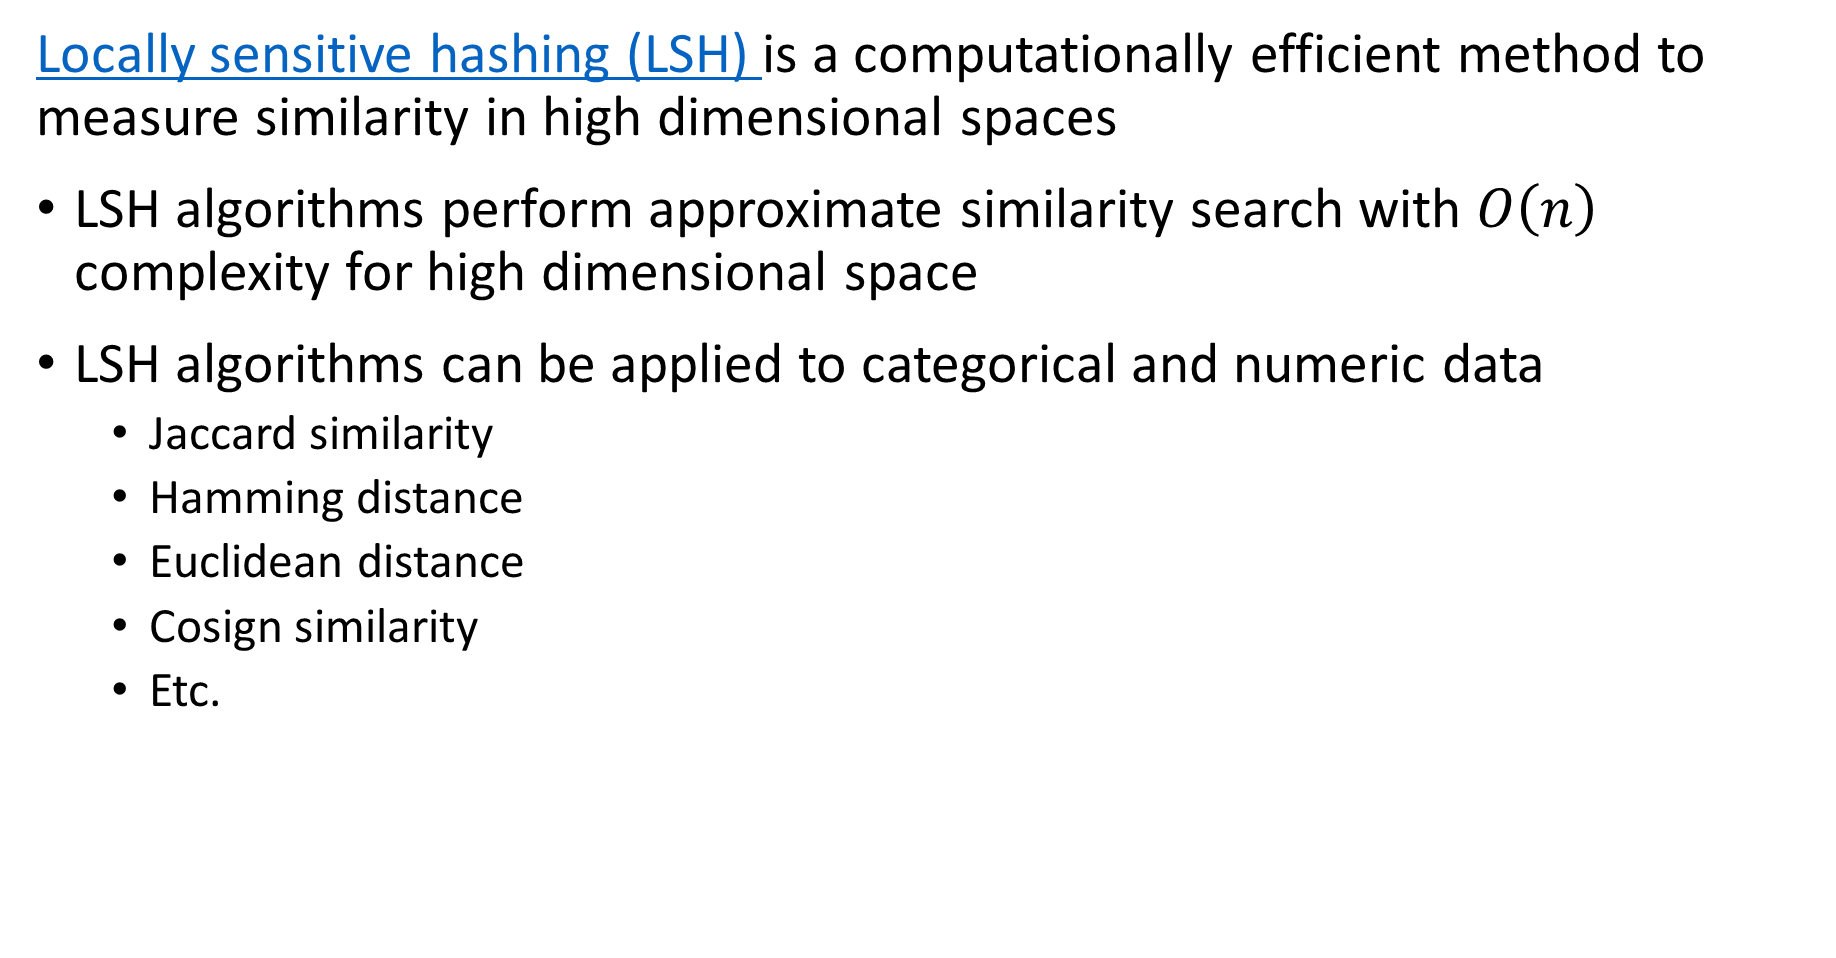 Locally sensitive hashing (LSH) is a computationally efficient method to
measure similarity in high dimensional spaces
• LSH algorithms perform approximate similarity search with O(n)
complexity for high dimensional space
• LSH algorithms can be applied to categorical and numeric data
• Jaccard similarity
• Hamming distance
• Euclidean distance
• Cosign similarity
• Etc.